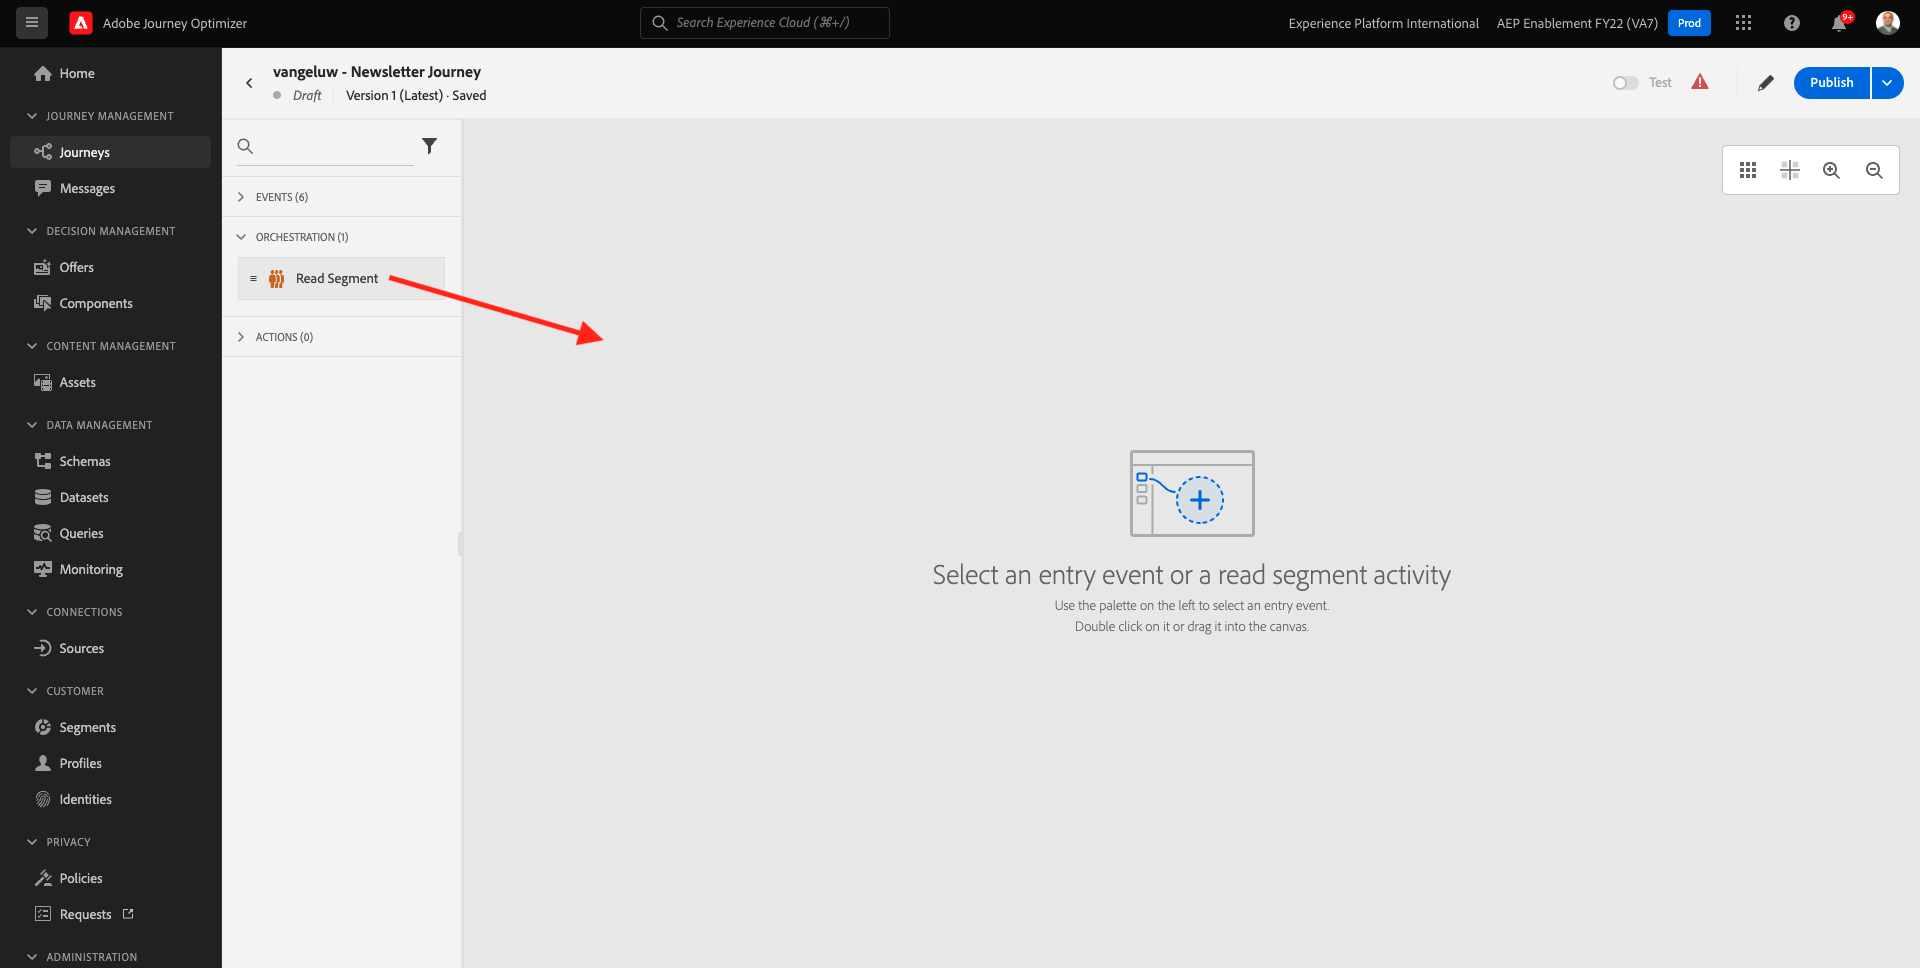 Adobe Journey Optimizer
Search Experience Cloud (⌘+/)
Experience Platform International
AEP Enablement FY22 (VA7)
Prod
9+
Home
JOURNEY MANAGEMENT
Journeys
Messages
DECISION MANAGEMENT
Offers
Components
CONTENT MANAGEMENT
Assets
DATA MANAGEMENT
Schemas
Datasets
Queries
Monitoring
CONNECTIONS
Sources
CUSTOMER
Segments
Profiles
Identities
PRIVACY
Policies
Requests
ADMINISTRATION
vangeluw - Newsletter Journey
Draft
Version 1 (Latest) · Saved
Test
Publish
EVENTS (6)
ORCHESTRATION (1)
Read Segment
ACTIONS (0)
Select an entry event or a read segment activity
Use the palette on the left to select an entry event.
Double click on it or drag it into the canvas.